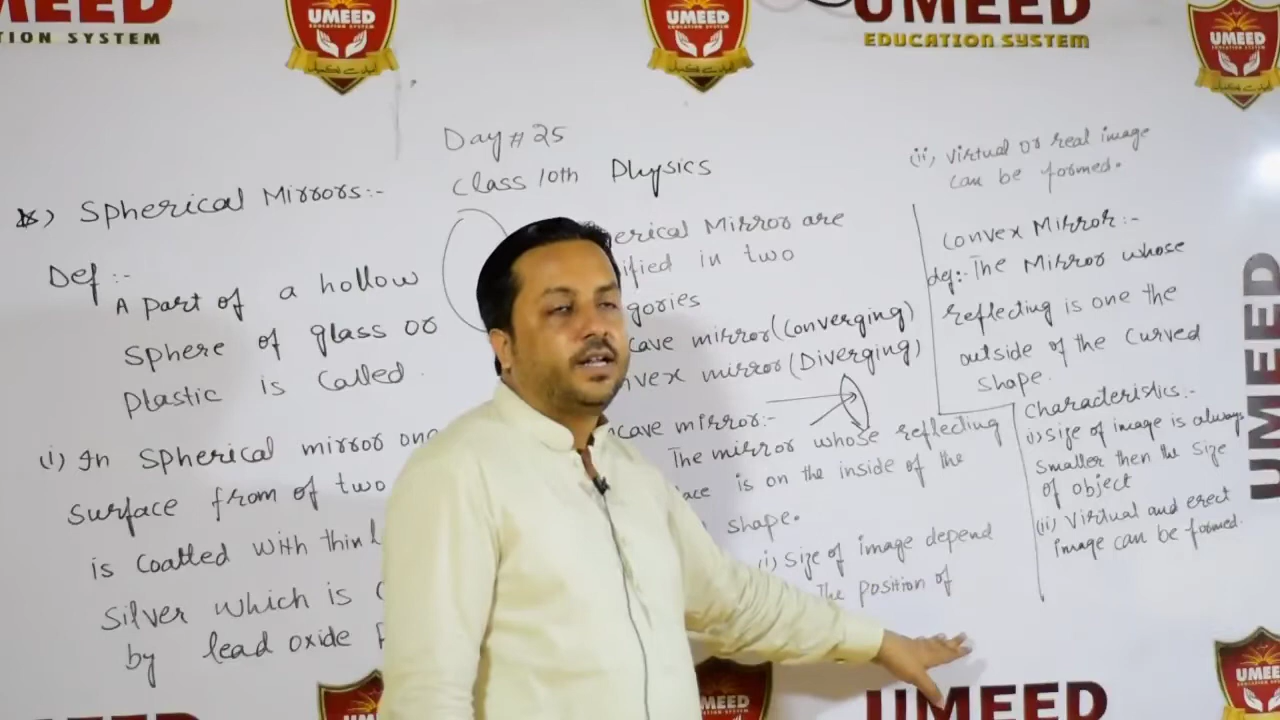 UMEED
TION SYSTEM
UMEED
UMEED
UMEED
EDUCATION SYSTEM
UMEED
EDUCATION SYSTEM
Day # 25
Class 10th Physics
Spherical Mirrors:-
Def :-
A part of a hollow
sphere of glass or
plastic is called.
(i) In spherical mirror one
surface from of two
is coatted with thin
silver which is
by lead oxide
erical Mirror are
ified in two
gories
cave mirror (Converging)
nvex mirror (Diverging)
cave mirror:-
The mirror whose reflecting
ace is on the inside of the
shape.
(i) size of image depend
The position of
(ii) Virtual or real image
can be formed.
Convex Mirror:-
def:- The Mirror whose
reflecting is one the
outside of the curved
shape.
Characteristics:-
i) size of image is always
smaller then the size
of object
(ii) Virtual and erect
image can be formed.
UMEED
UMEED
UMEED
UMEED
UMEED